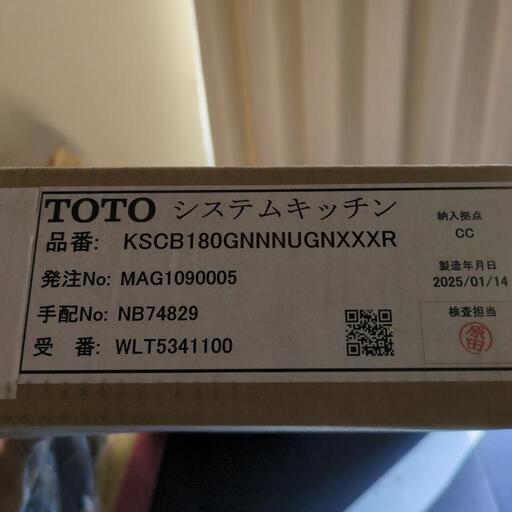 TOTO システムキッチン
品番: KSCB180GNNNUGNXXXR
発注No: MAG1090005
手配No: NB74829
受 番: WLT5341100
納入拠点
CC
製造年月日
2025/01/14
検査担当
原田